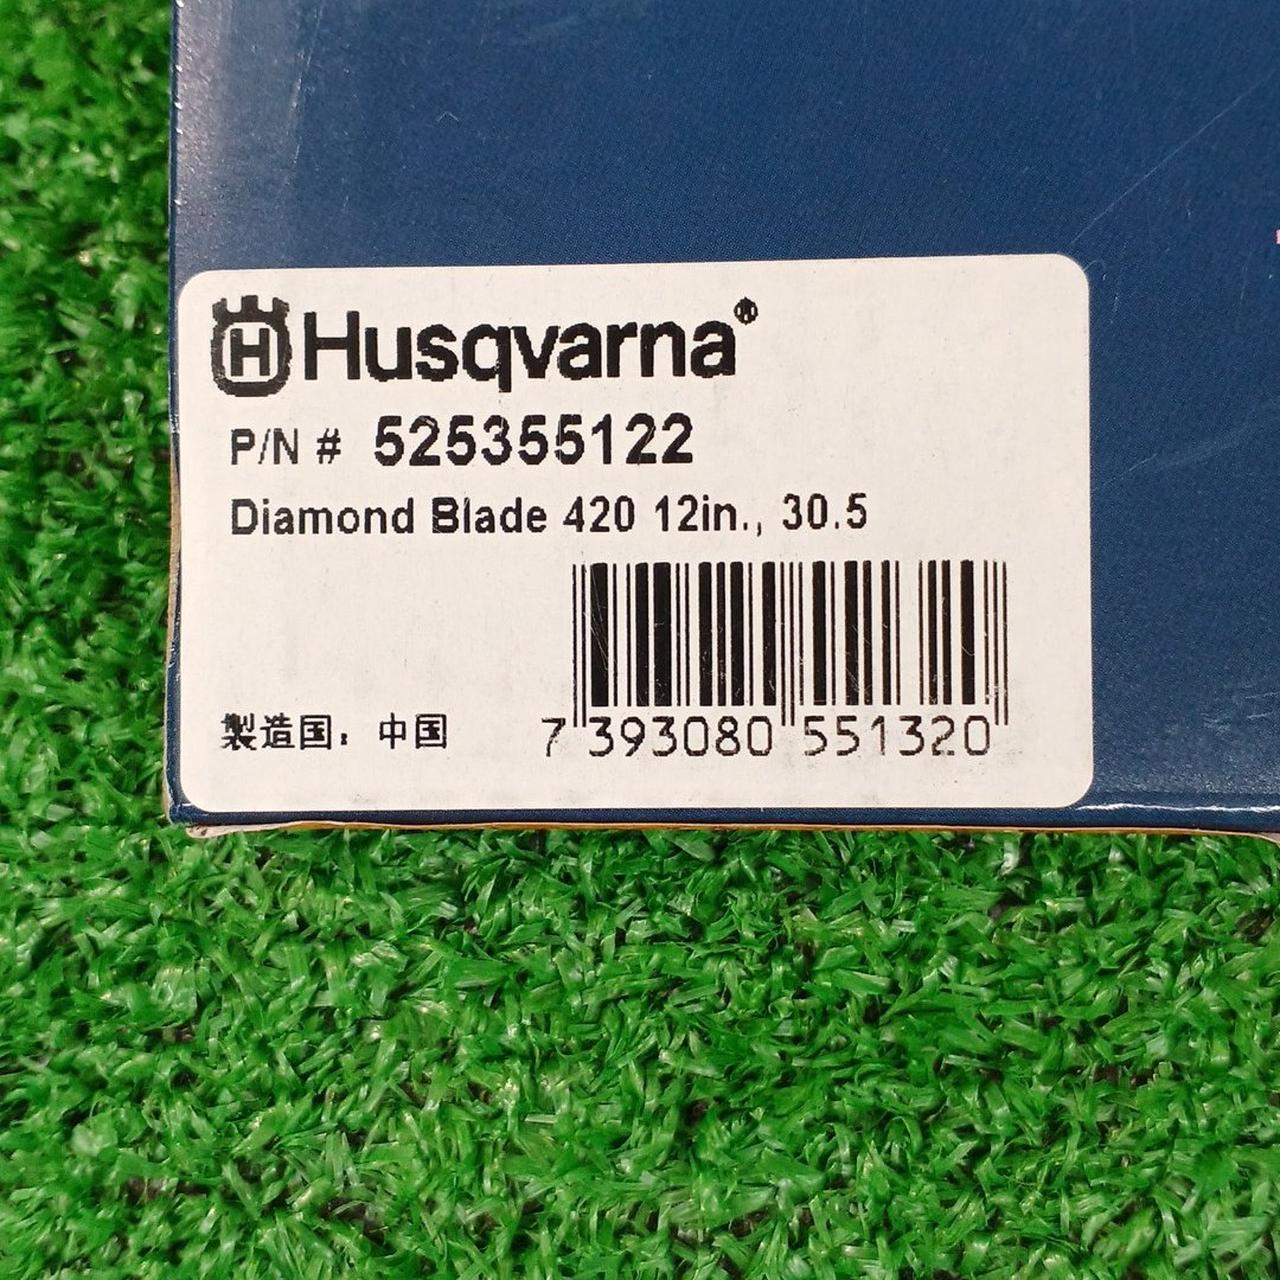 Husqvarna®
P/N # 525355122
Diamond Blade 420 12in., 30.5
製造国: 中国
7 393080 551320